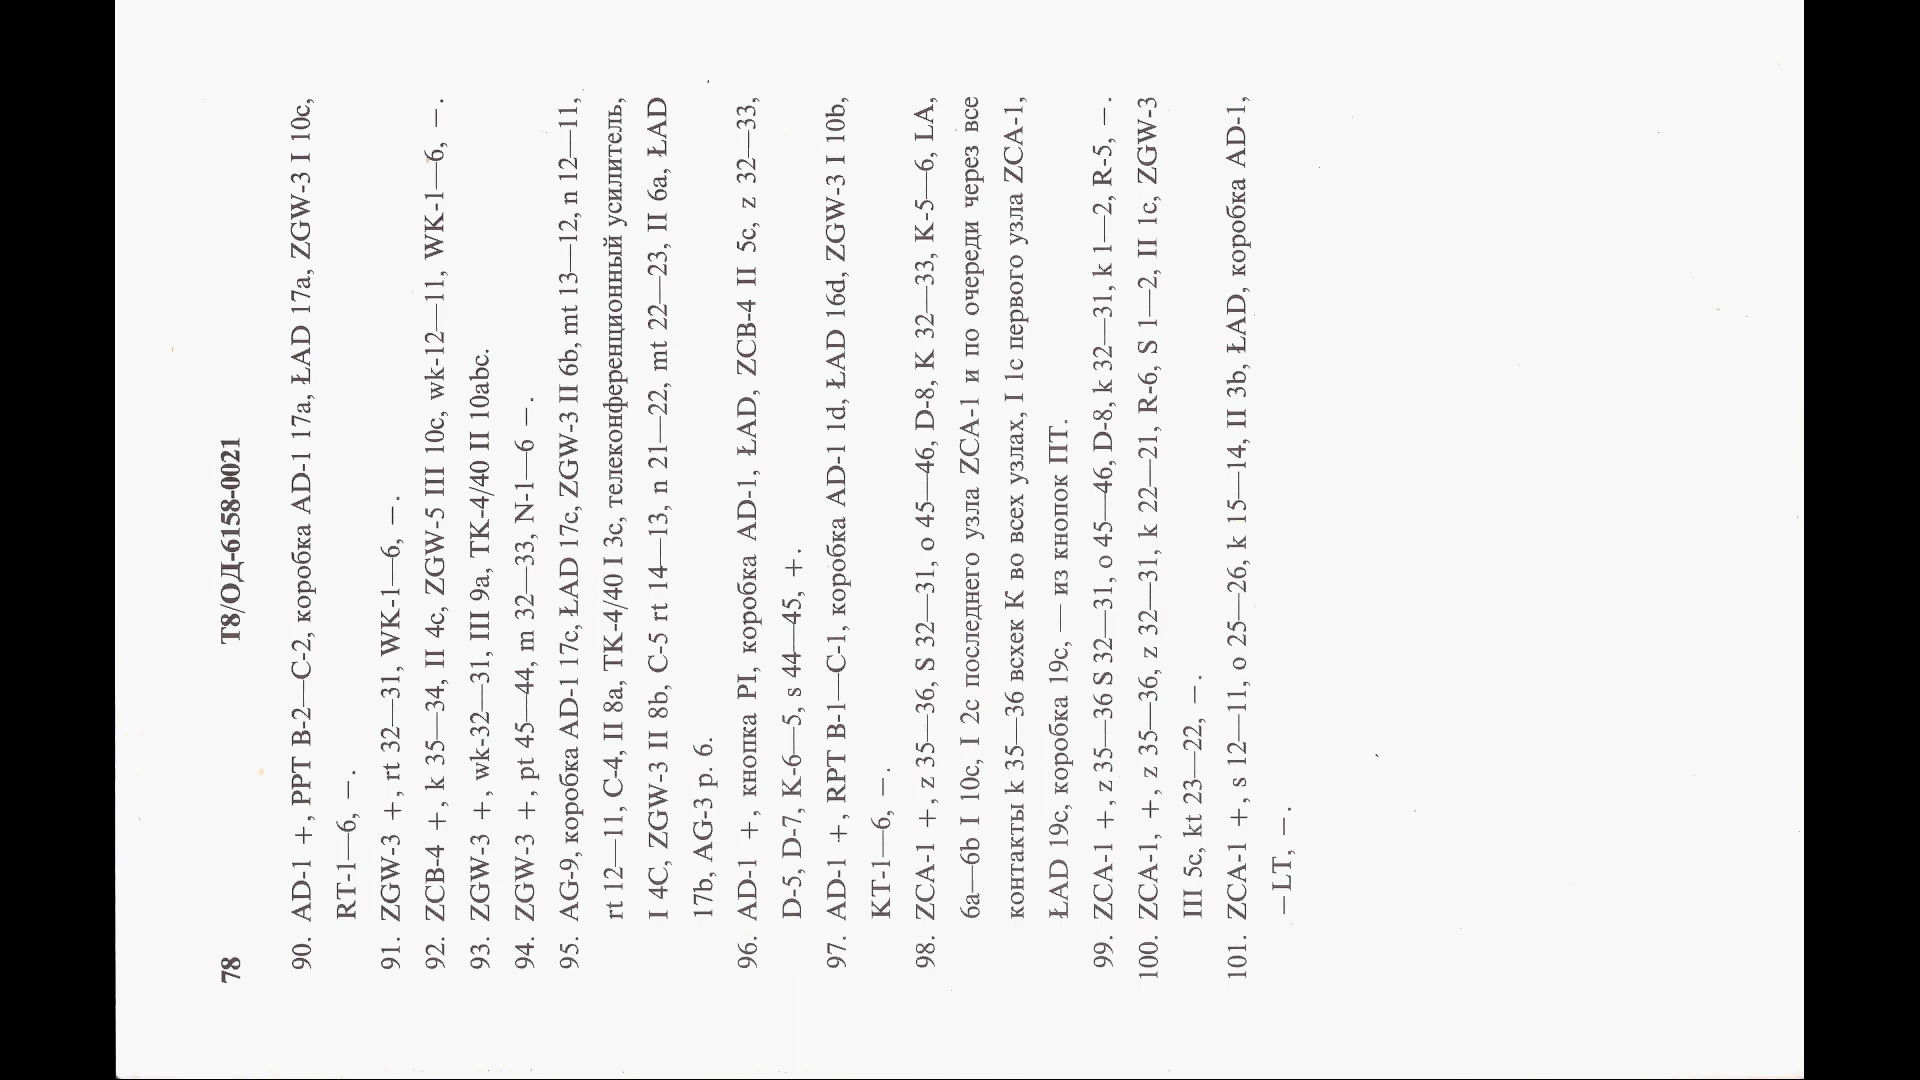 78 Т8/ОД-6158-0021
90. AD-1 +, PPT B-2—C-2, коробка AD-1 17a, ŁAD 17a, ZGW-3 I 10c,
RT-1—6, −.
91. ZGW-3 +, rt 32—31, WK-1—6, −.
92. ZCB-4 +, k 35—34, II 4c, ZGW-5 III 10c, wk-12—11, WK-1—6, −.
93. ZGW-3 +, wk-32—31, III 9a, TK-4/40 II 10abc.
94. ZGW-3 +, pt 45—44, m 32—33, N-1—6 −.
95. AG-9, коробка AD-1 17c, ŁAD 17c, ZGW-3 II 6b, mt 13—12, n 12—11,
rt 12—11, C-4, II 8a, TK-4/40 I 3c, телеконференционный усилитель,
I 4C, ZGW-3 II 8b, C-5 rt 14—13, n 21—22, mt 22—23, II 6a, ŁAD
17b, AG-3 p. 6.
96. AD-1 +, кнопка PI, коробка AD-1, ŁAD, ZCB-4 II 5c, z 32—33,
D-5, D-7, K-6—5, s 44—45, +.
97. AD-1 +, RPT B-1—C-1, коробка AD-1 1d, ŁAD 16d, ZGW-3 I 10b,
KT-1—6, −.
98. ZCA-1 +, z 35—36, S 32—31, o 45—46, D-8, K 32—33, K-5—6, LA,
6a—6b I 10c, I 2c последнего узла ZCA-1 и по очереди через все
контакты k 35—36 всхек К во всех узлах, I 1c первого узла ZCA-1,
ŁAD 19c, коробка 19c, — из кнопок ПТ.
99. ZCA-1 +, z 35—36 S 32—31, o 45—46, D-8, k 32—31, k 1—2, R-5, −.
100. ZCA-1, +, z 35—36, z 32—31, k 22—21, R-6, S 1—2, II 1c, ZGW-3
III 5c, kt 23—22, −.
101. ZCA-1 +, s 12—11, o 25—26, k 15—14, II 3b, ŁAD, коробка AD-1,
−LT, −.